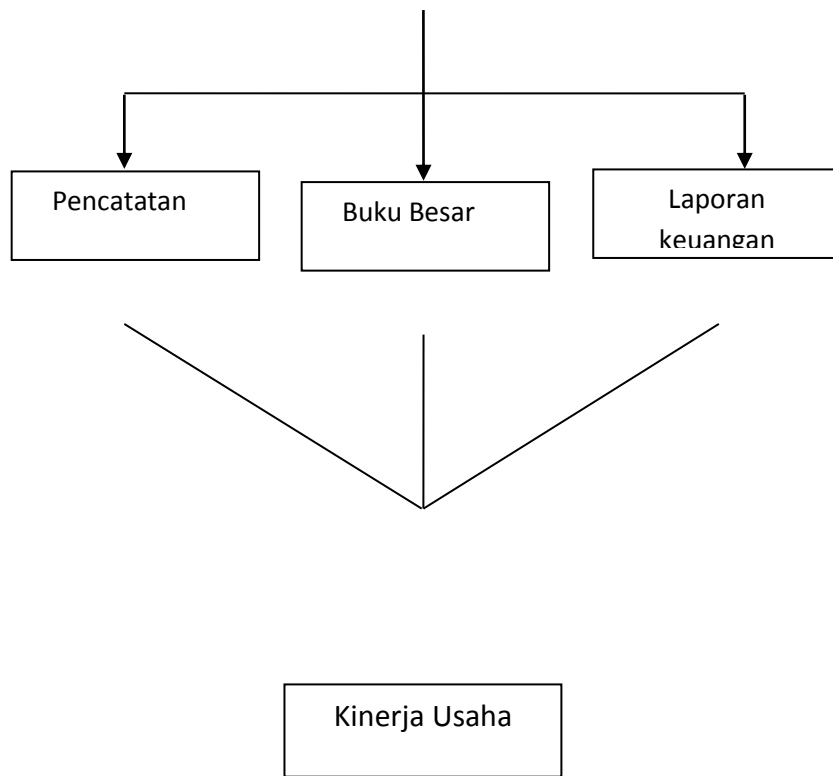 Pencatatan
Buku Besar
Laporan
keuangan
Kinerja Usaha